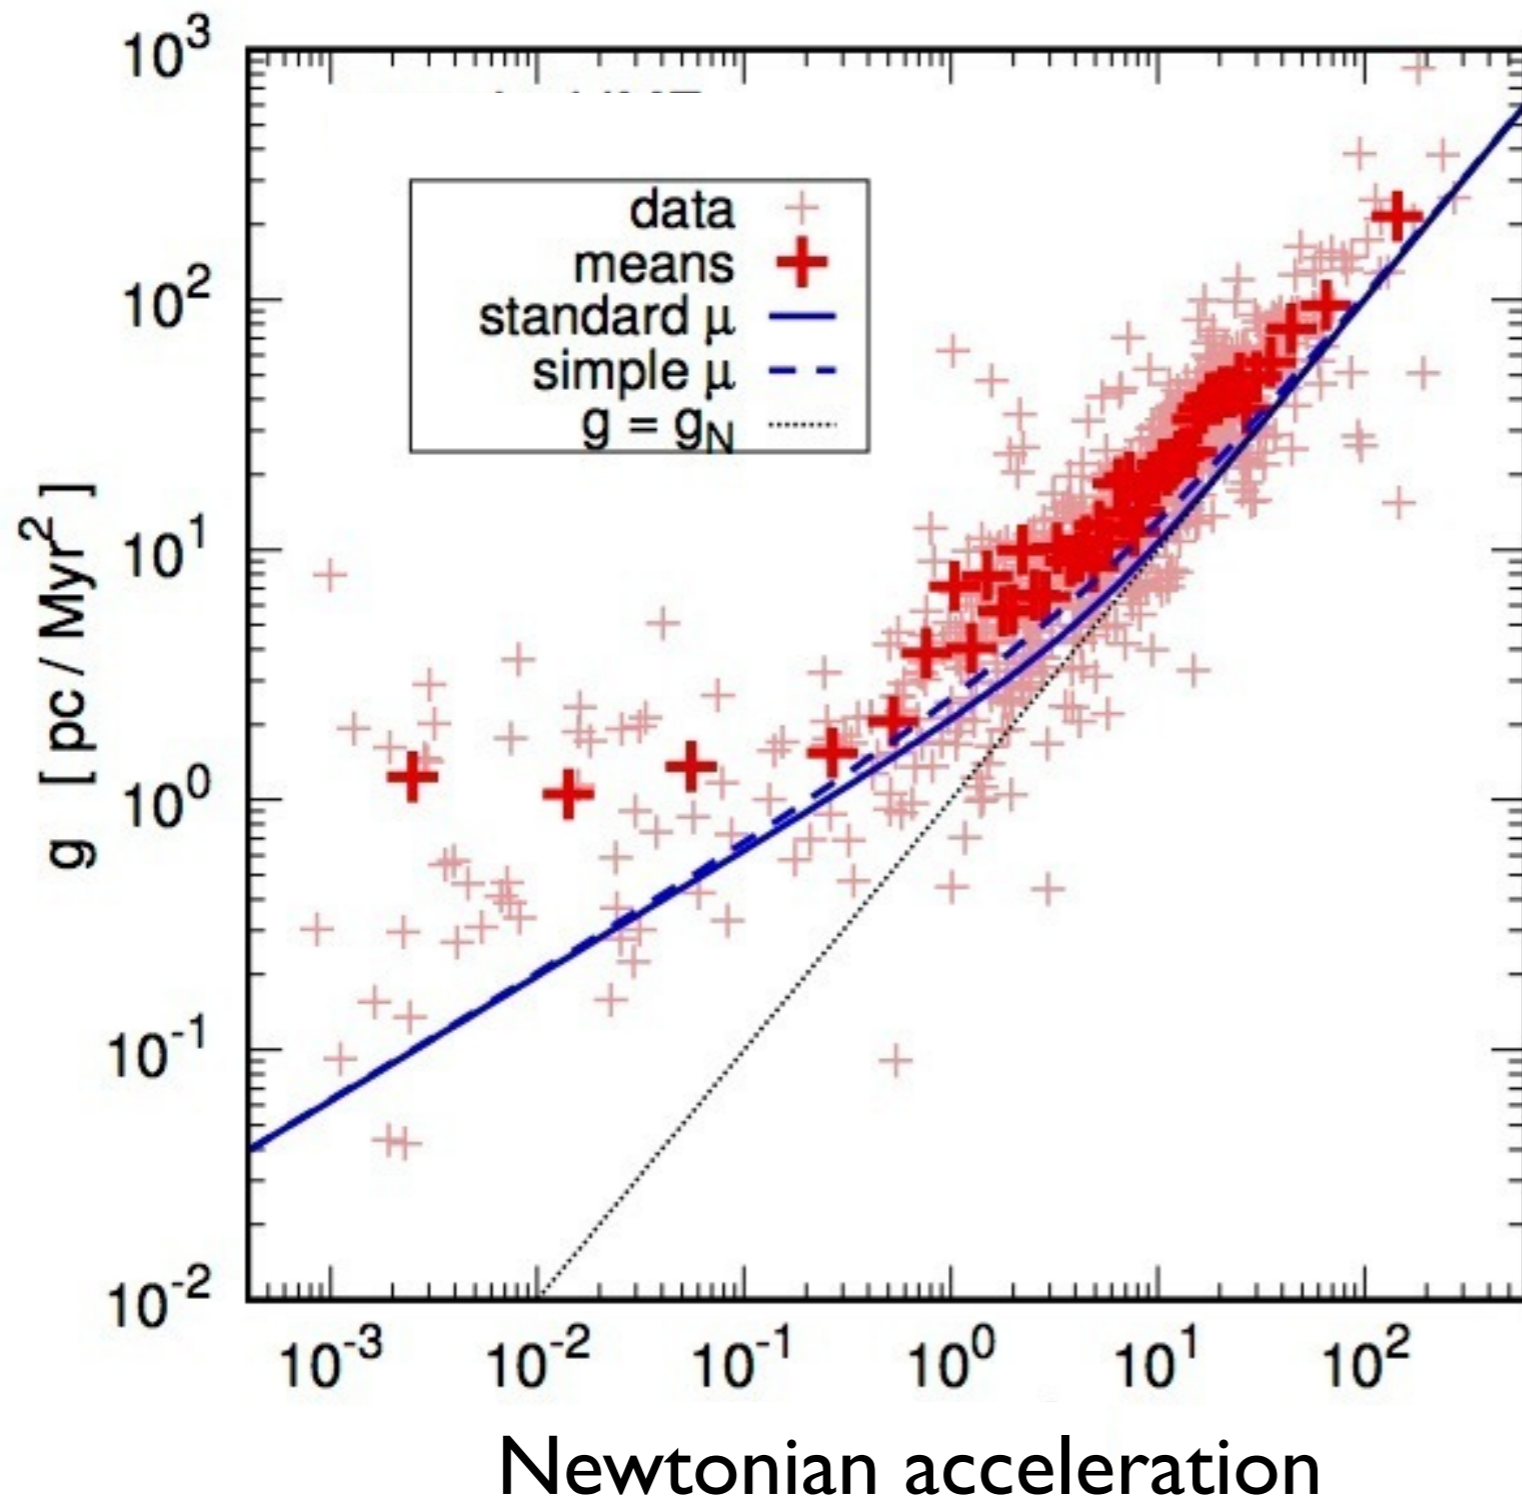 10^3
10^2
10^1
10^0
10^-1
10^-2
g [ pc / Myr^2 ]
data
means
standard μ
simple μ
g = g_N
10^-3 10^-2 10^-1 10^0 10^1 10^2
Newtonian acceleration